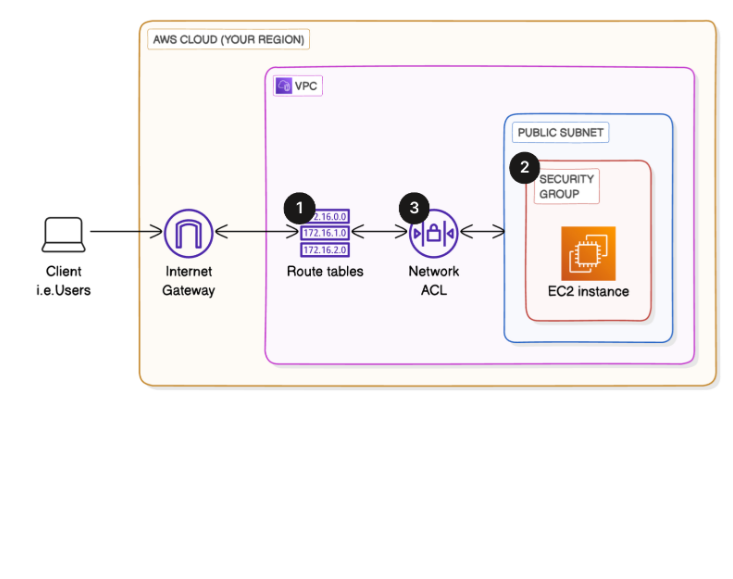 AWS CLOUD (YOUR REGION)
VPC
PUBLIC SUBNET
2
SECURITY
GROUP
1
3
2.16.0.0
172.16.1.0
172.16.2.0
Client
i.e.Users
Internet
Gateway
Route tables
Network
ACL
EC2 instance